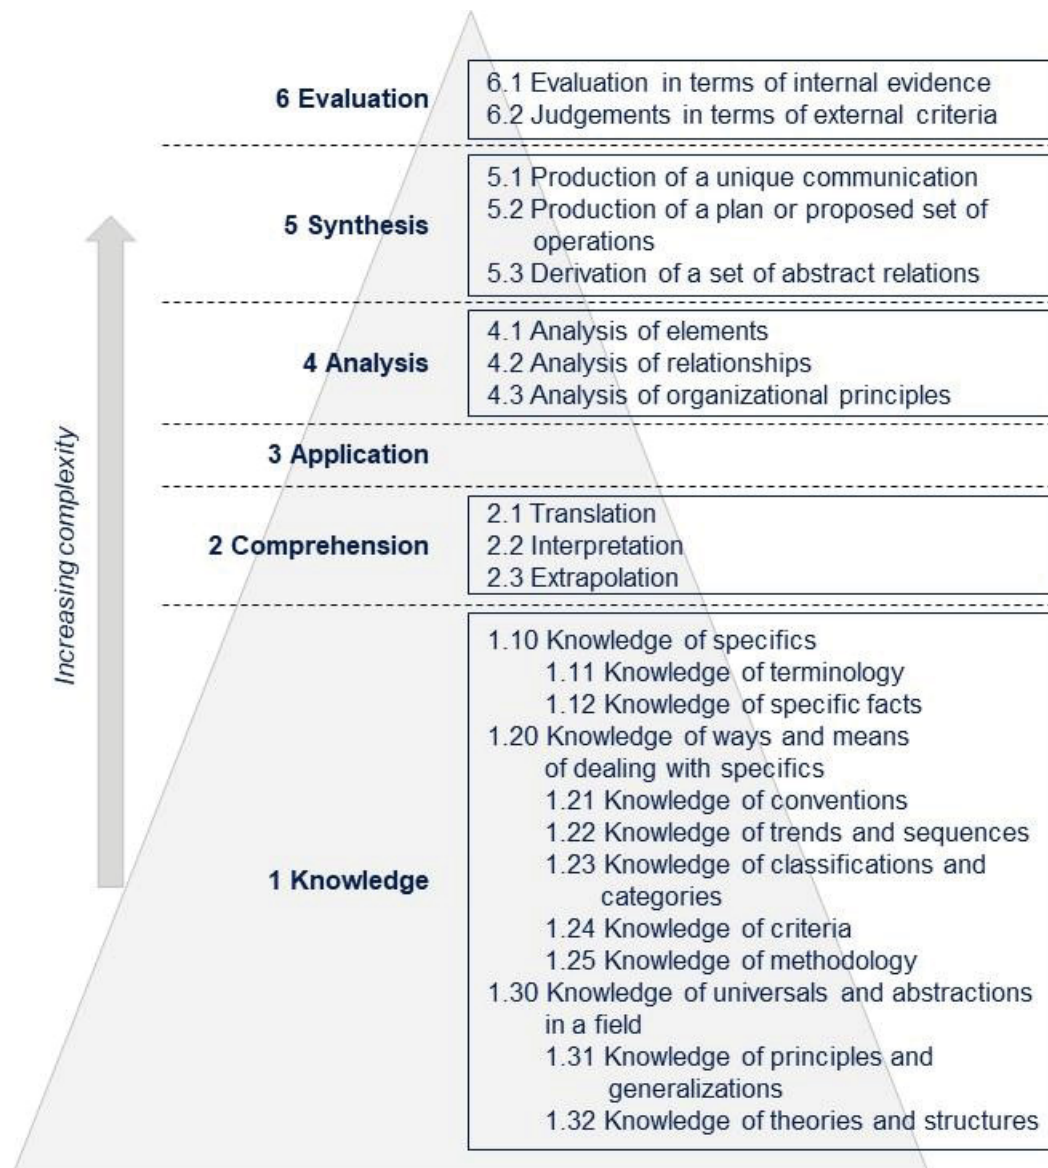 6 Evaluation
6.1 Evaluation in terms of internal evidence
6.2 Judgements in terms of external criteria
5 Synthesis
5.1 Production of a unique communication
5.2 Production of a plan or proposed set of
operations
5.3 Derivation of a set of abstract relations
4 Analysis
4.1 Analysis of elements
4.2 Analysis of relationships
4.3 Analysis of organizational principles
3 Application
2 Comprehension
2.1 Translation
2.2 Interpretation
2.3 Extrapolation
1 Knowledge
1.10 Knowledge of specifics
1.11 Knowledge of terminology
1.12 Knowledge of specific facts
1.20 Knowledge of ways and means
of dealing with specifics
1.21 Knowledge of conventions
1.22 Knowledge of trends and sequences
1.23 Knowledge of classifications and
categories
1.24 Knowledge of criteria
1.25 Knowledge of methodology
1.30 Knowledge of universals and abstractions
in a field
1.31 Knowledge of principles and
generalizations
1.32 Knowledge of theories and structures
Increasing complexity